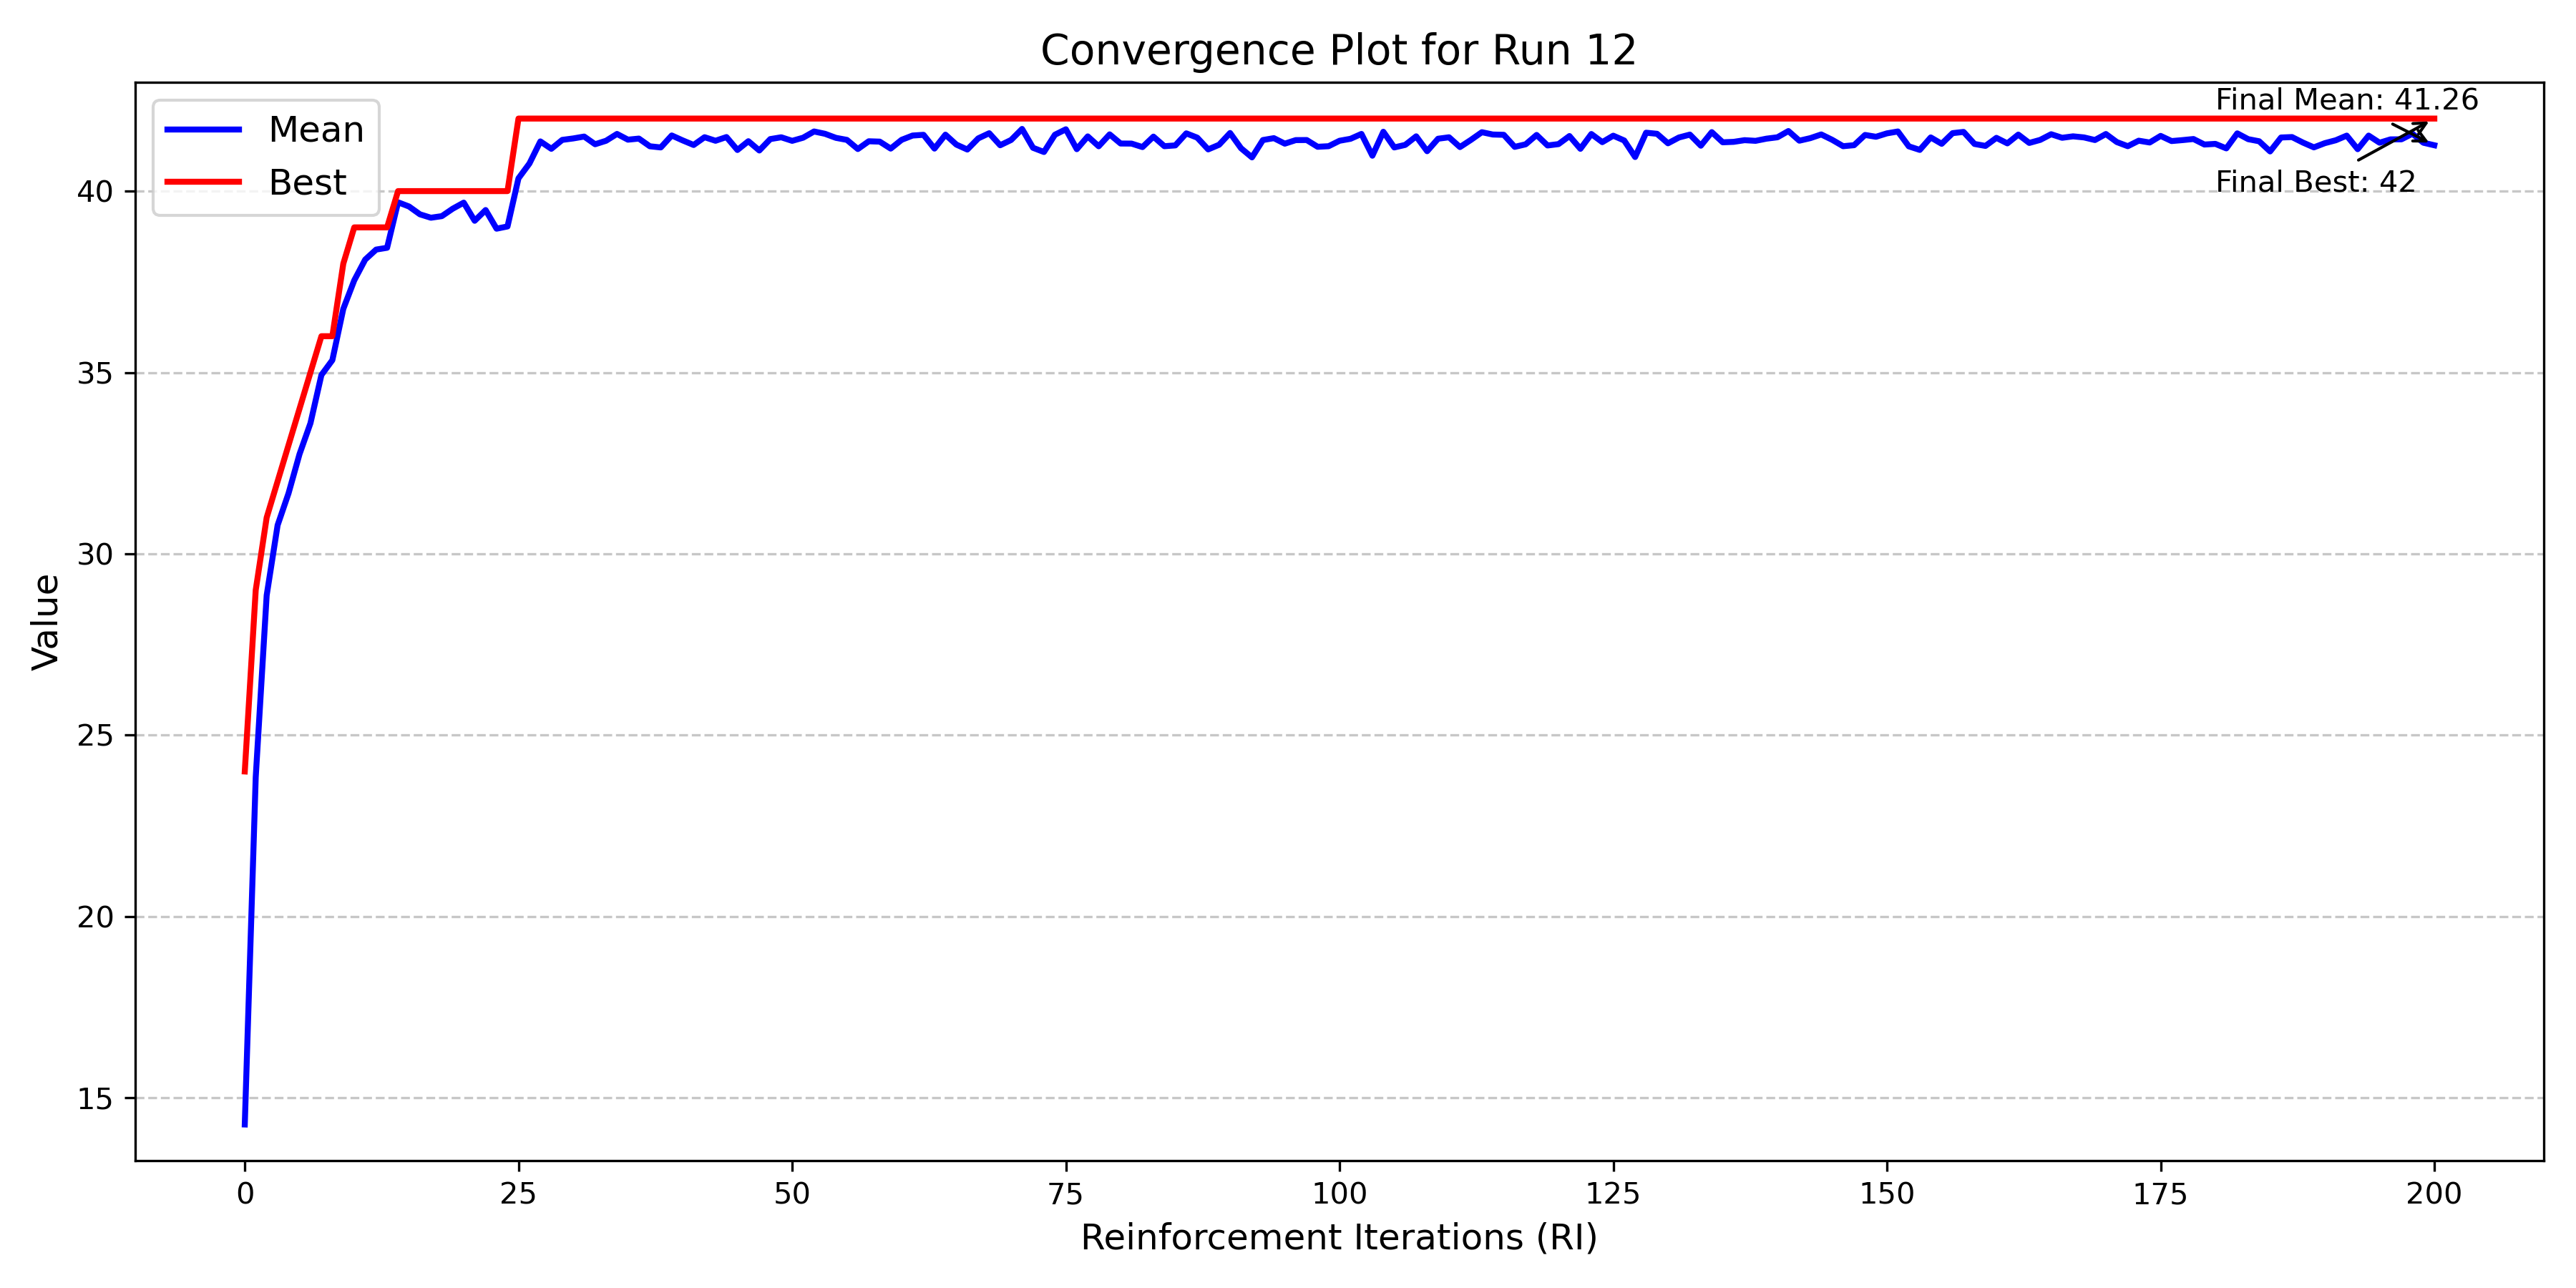 Convergence Plot for Run 12
Mean
Best
Final Mean: 41.26
Final Best: 42
Value
40
35
30
25
20
15
0 25 50 75 100 125 150 175 200
Reinforcement Iterations (RI)